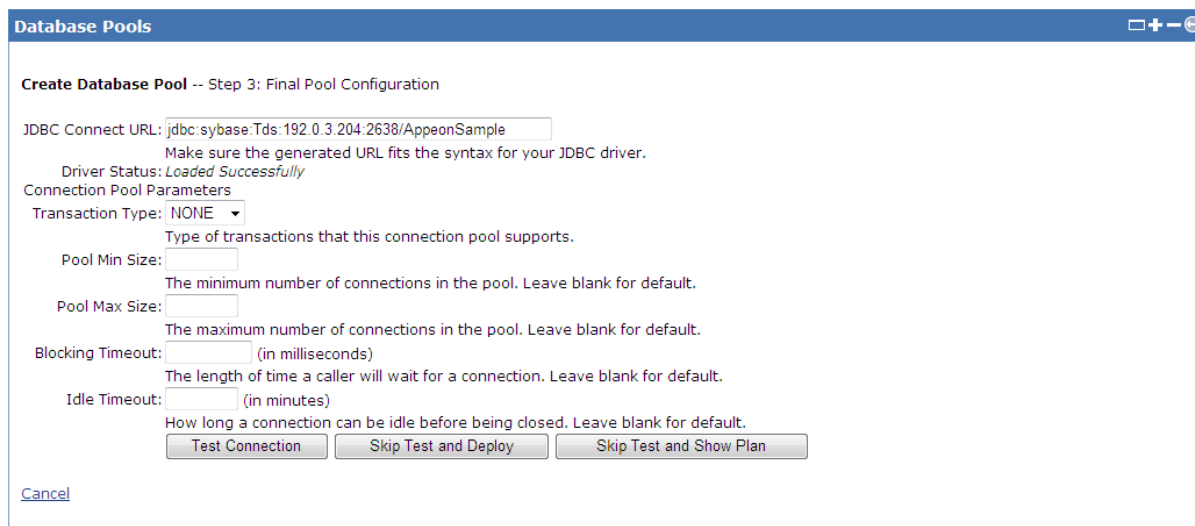 Database Pools
Create Database Pool -- Step 3: Final Pool Configuration
JDBC Connect URL: jdbc:sybase:Tds:192.0.3.204:2638/AppeonSample
Make sure the generated URL fits the syntax for your JDBC driver.
Driver Status: Loaded Successfully
Connection Pool Parameters
Transaction Type: NONE
Type of transactions that this connection pool supports.
Pool Min Size:
The minimum number of connections in the pool. Leave blank for default.
Pool Max Size:
The maximum number of connections in the pool. Leave blank for default.
Blocking Timeout: (in milliseconds)
The length of time a caller will wait for a connection. Leave blank for default.
Idle Timeout: (in minutes)
How long a connection can be idle before being closed. Leave blank for default.
Test Connection Skip Test and Deploy Skip Test and Show Plan
Cancel